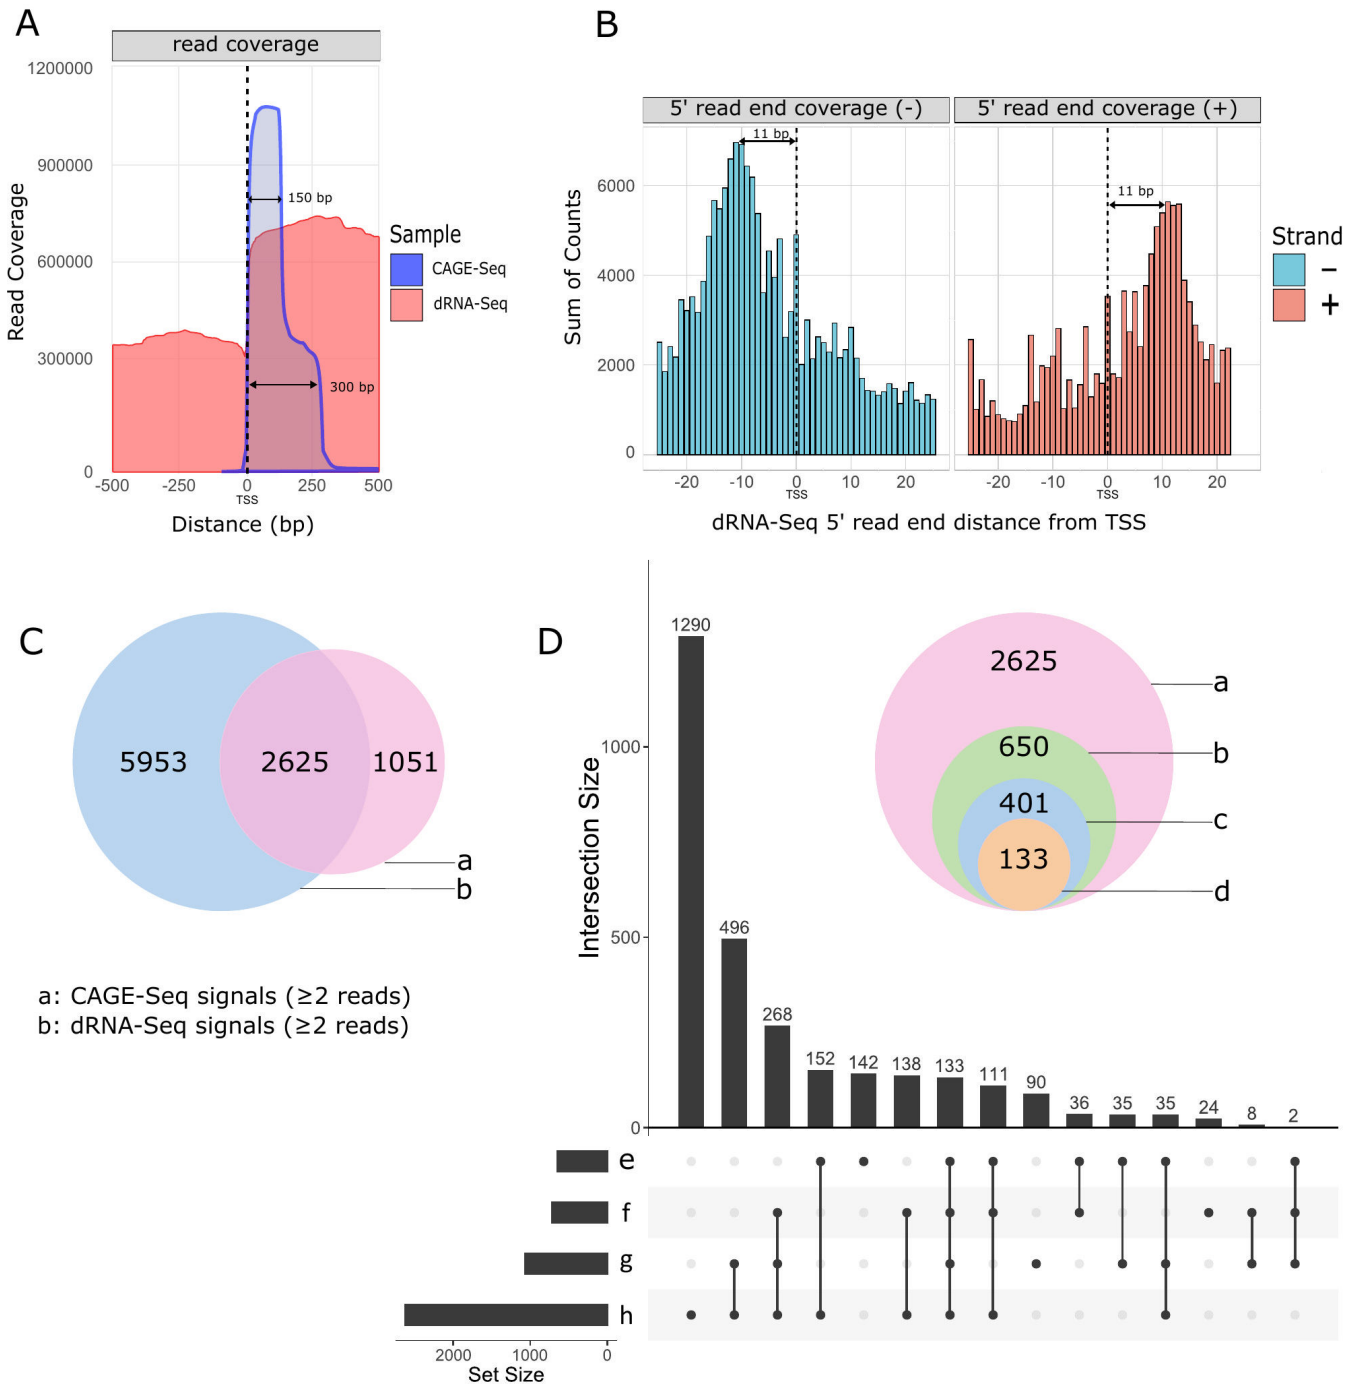 A
read coverage
1200000
900000
600000
300000
0
Read Coverage
150 bp
300 bp
-500
-250
0
250
500
TSS
Distance (bp)
Sample
CAGE-Seq
dRNA-Seq
B
5' read end coverage (-)
5' read end coverage (+)
11 bp
11 bp
6000
4000
2000
0
Sum of Counts
-20
-10
0
10
20
TSS
-20
-10
0
10
20
TSS
dRNA-Seq 5' read end distance from TSS
Strand
−
+
C
5953
2625
1051
a
b
a: CAGE-Seq signals (≥2 reads)
b: dRNA-Seq signals (≥2 reads)
D
Intersection Size
1000
500
0
1290
496
268
152
142
138
133
111
90
36
35
35
24
8
2
2625
650
401
133
a
b
c
d
e
f
g
h
2000
1000
0
Set Size